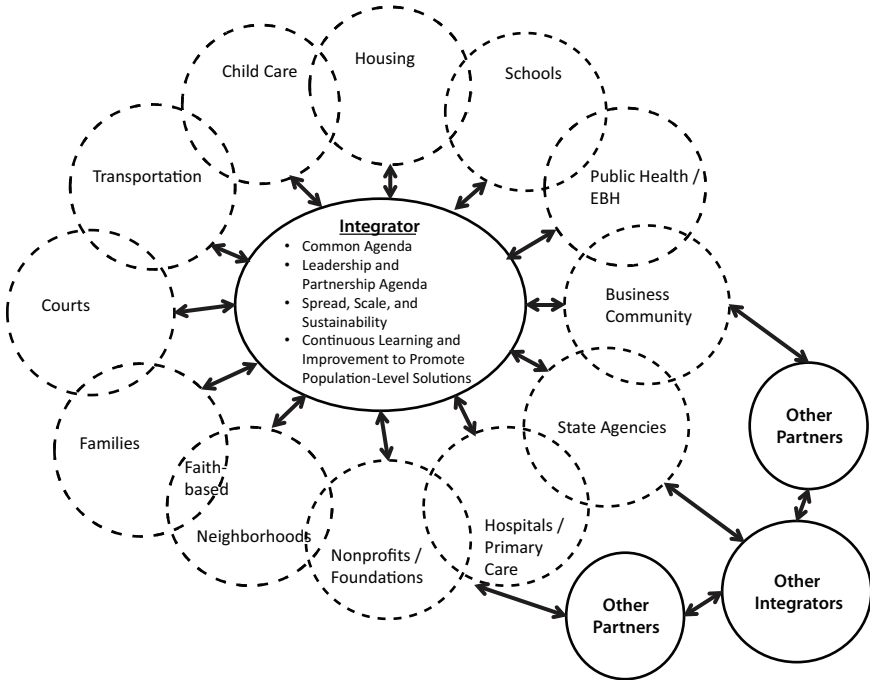 Housing
Child Care
Schools
Transportation
Public Health /
EBH
Integrator
• Common Agenda
• Leadership and
Partnership Agenda
• Spread, Scale, and
Sustainability
• Continuous Learning and
Improvement to Promote
Population-Level Solutions
Courts
Business
Community
Families
State Agencies
Other
Partners
Faith-
based
Neighborhoods
Nonprofits /
Foundations
Hospitals /
Primary
Care
Other
Partners
Other
Integrators